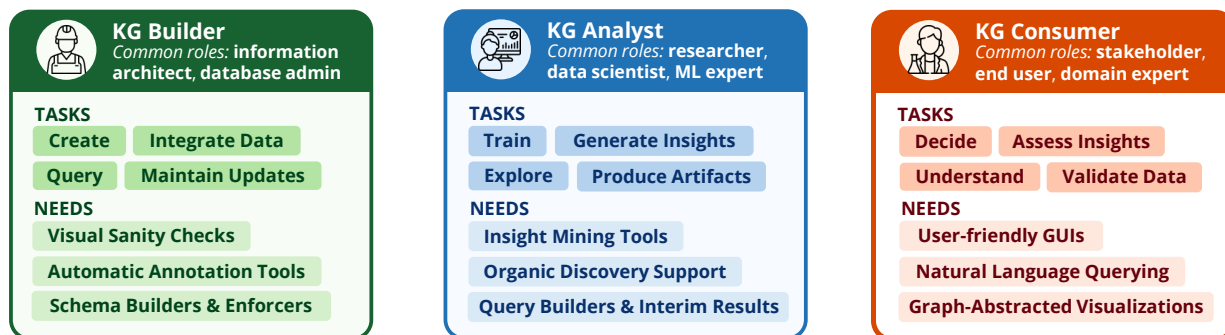 KG Builder
Common roles: information
architect, database admin
TASKS
Create
Integrate Data
Query
Maintain Updates
NEEDS
Visual Sanity Checks
Automatic Annotation Tools
Schema Builders & Enforcers
KG Analyst
Common roles: researcher,
data scientist, ML expert
TASKS
Train
Generate Insights
Explore
Produce Artifacts
NEEDS
Insight Mining Tools
Organic Discovery Support
Query Builders & Interim Results
KG Consumer
Common roles: stakeholder,
end user, domain expert
TASKS
Decide
Assess Insights
Understand
Validate Data
NEEDS
User-friendly GUIs
Natural Language Querying
Graph-Abstracted Visualizations